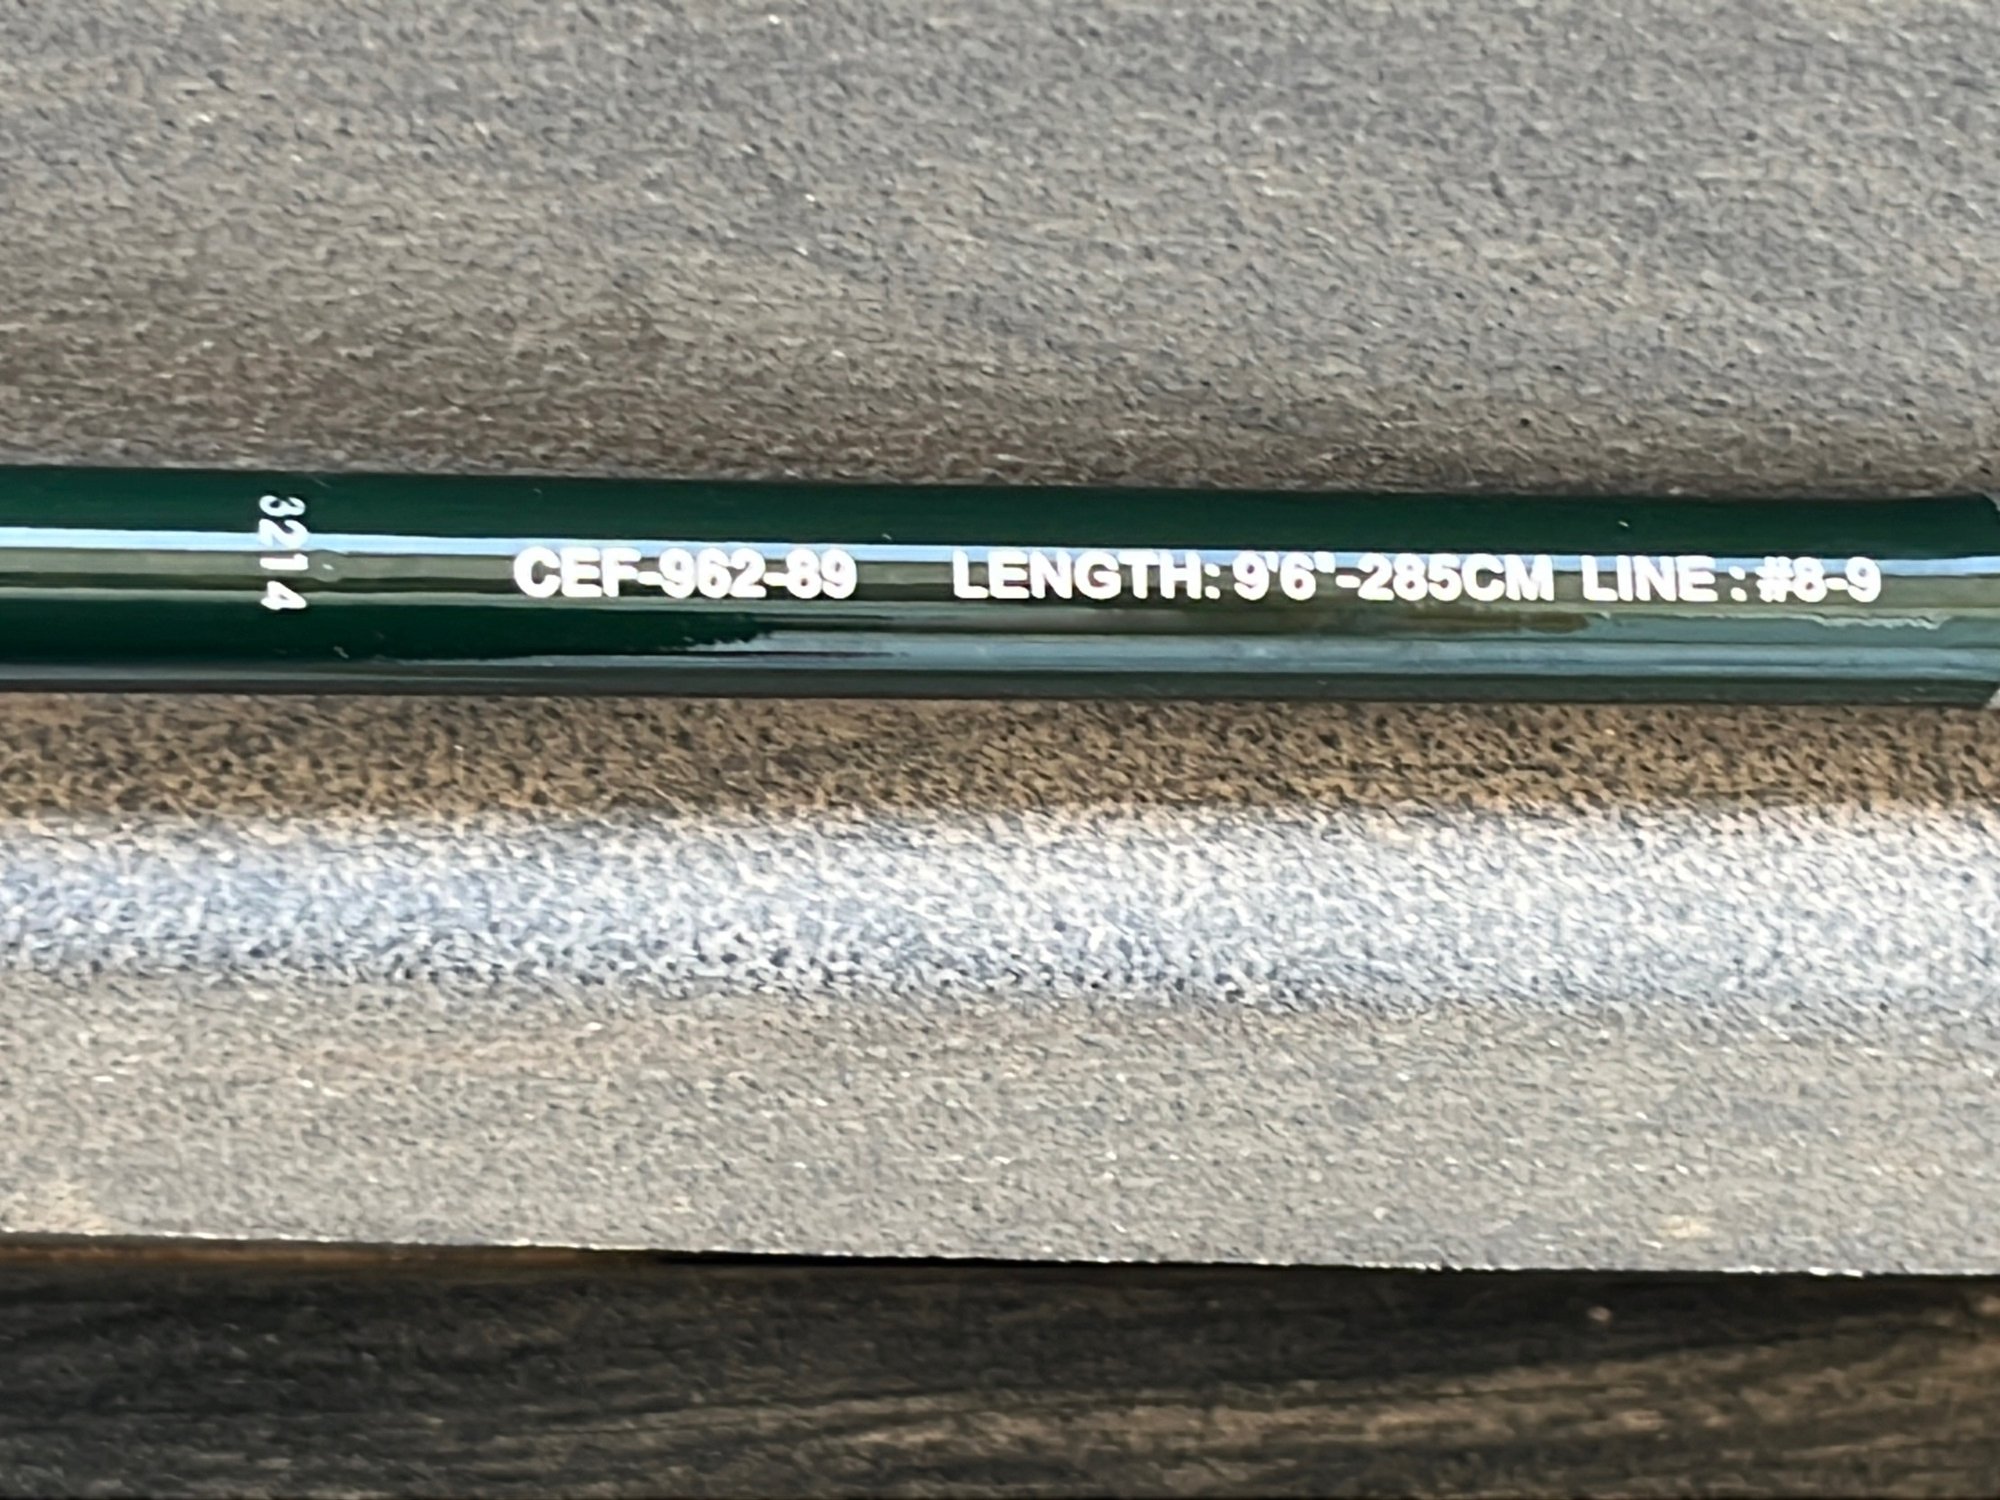 3214
CEF-962-89 LENGTH: 9'6"-285CM LINE : #8-9